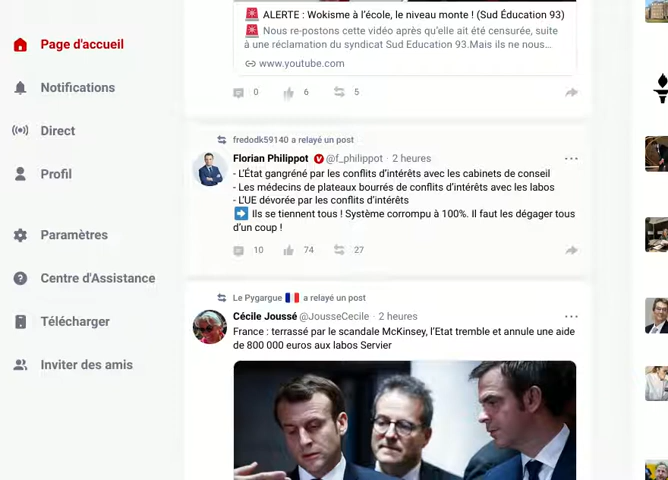 Page d'accueil
Notifications
Direct
Profil
Paramètres
Centre d'Assistance
Télécharger
Inviter des amis
🚨 ALERTE : Wokisme à l'école, le niveau monte ! (Sud Éducation 93)
🚨 Nous re-postons cette vidéo après qu'elle ait été censurée, suite
à une réclamation du syndicat Sud Education 93.Mais ils ne nous...
www.youtube.com
0 6 5
fredodk59140 a relayé un post
Florian Philippot V @f_philippot · 2 heures
- L'État gangréné par les conflits d'intérêts avec les cabinets de conseil
- Les médecins de plateaux bourrés de conflits d'intérêts avec les labos
- L'UE dévorée par les conflits d'intérêts
➡️ Ils se tiennent tous ! Système corrompu à 100%. Il faut les dégager tous
d'un coup !
10 74 27
Le Pygargue 🇫🇷 a relayé un post
Cécile Joussé @JousseCecile · 2 heures
France : terrassé par le scandale McKinsey, l'Etat tremble et annule une aide
de 800 000 euros aux labos Servier